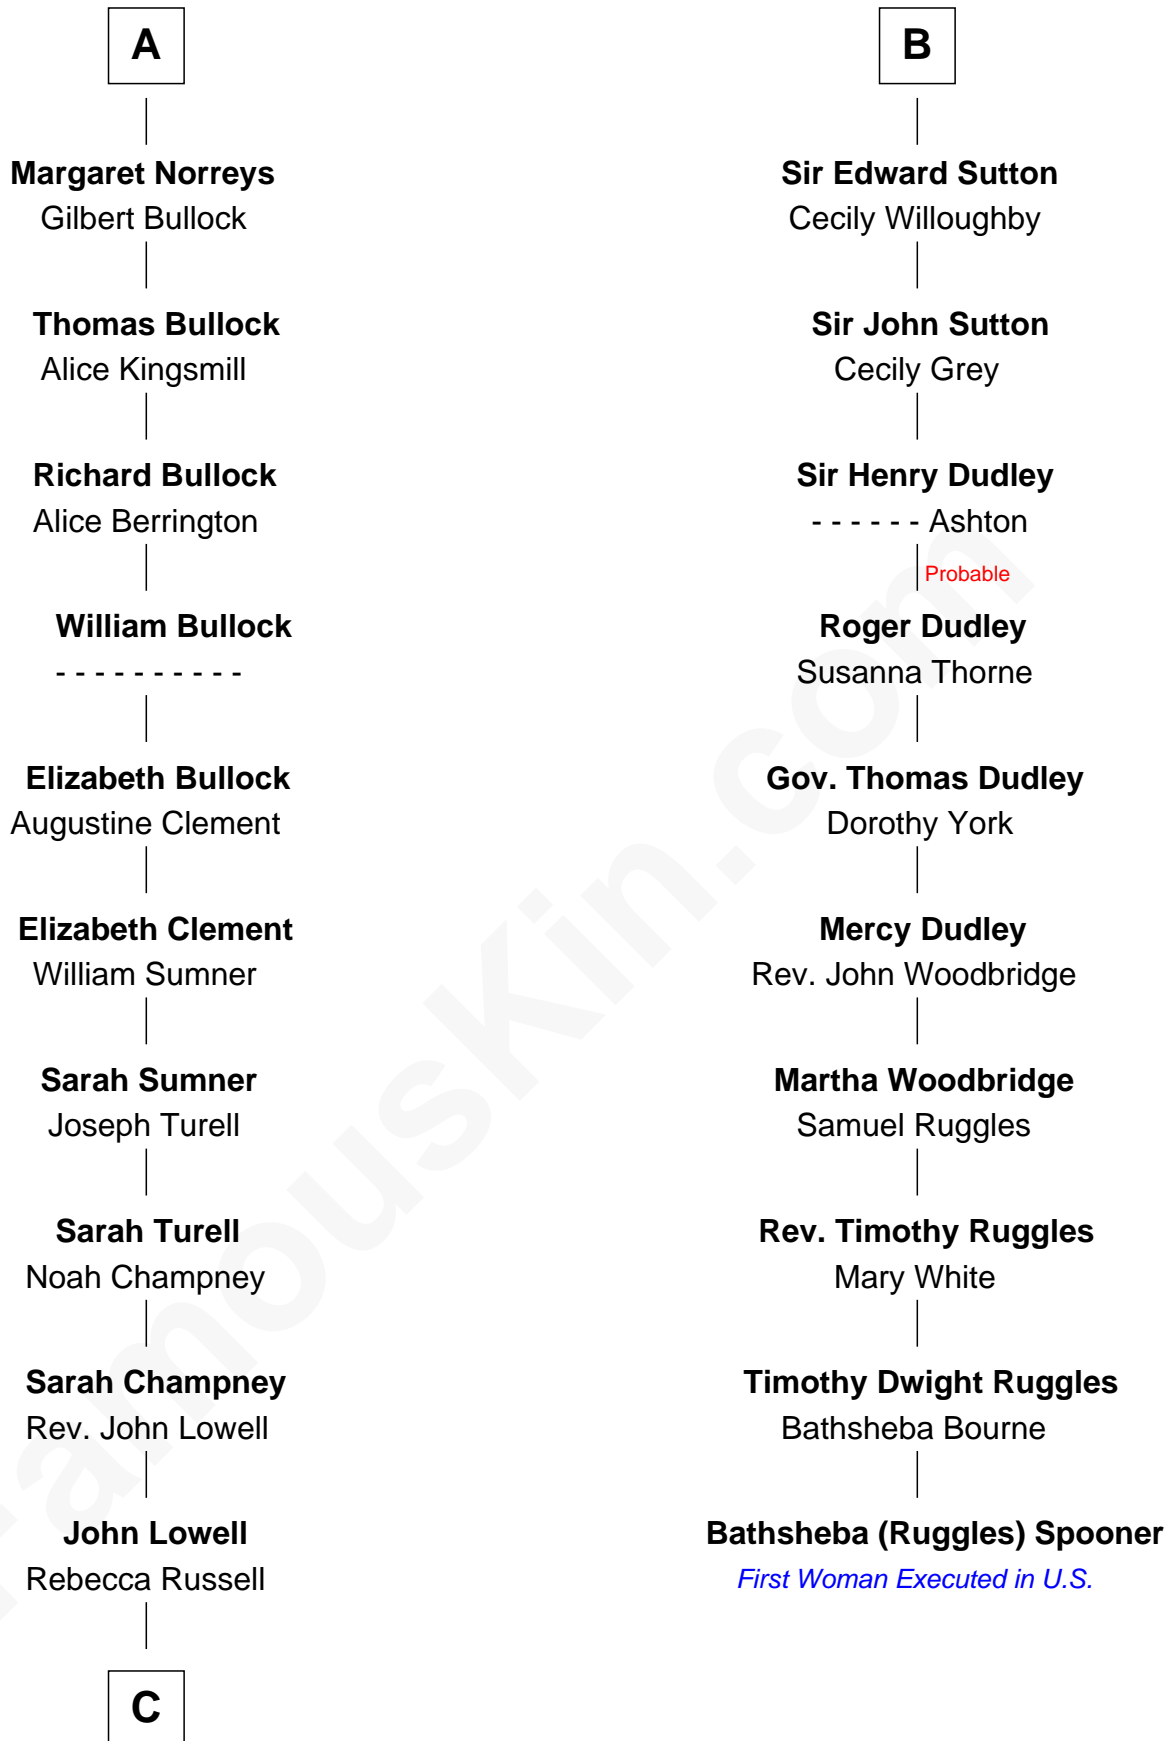 A
Margaret Norreys
Gilbert Bullock
Thomas Bullock
Alice Kingsmill
Richard Bullock
Alice Berrington
William Bullock
- - - - - - - - - -
Elizabeth Bullock
Augustine Clement
Elizabeth Clement
William Sumner
Sarah Sumner
Joseph Turell
Sarah Turell
Noah Champney
Sarah Champney
Rev. John Lowell
John Lowell
Rebecca Russell
C
B
Sir Edward Sutton
Cecily Willoughby
Sir John Sutton
Cecily Grey
Sir Henry Dudley
- - - - - - Ashton
Probable
Roger Dudley
Susanna Thorne
Gov. Thomas Dudley
Dorothy York
Mercy Dudley
Rev. John Woodbridge
Martha Woodbridge
Samuel Ruggles
Rev. Timothy Ruggles
Mary White
Timothy Dwight Ruggles
Bathsheba Bourne
Bathsheba (Ruggles) Spooner
First Woman Executed in U.S.
FamousKin.com